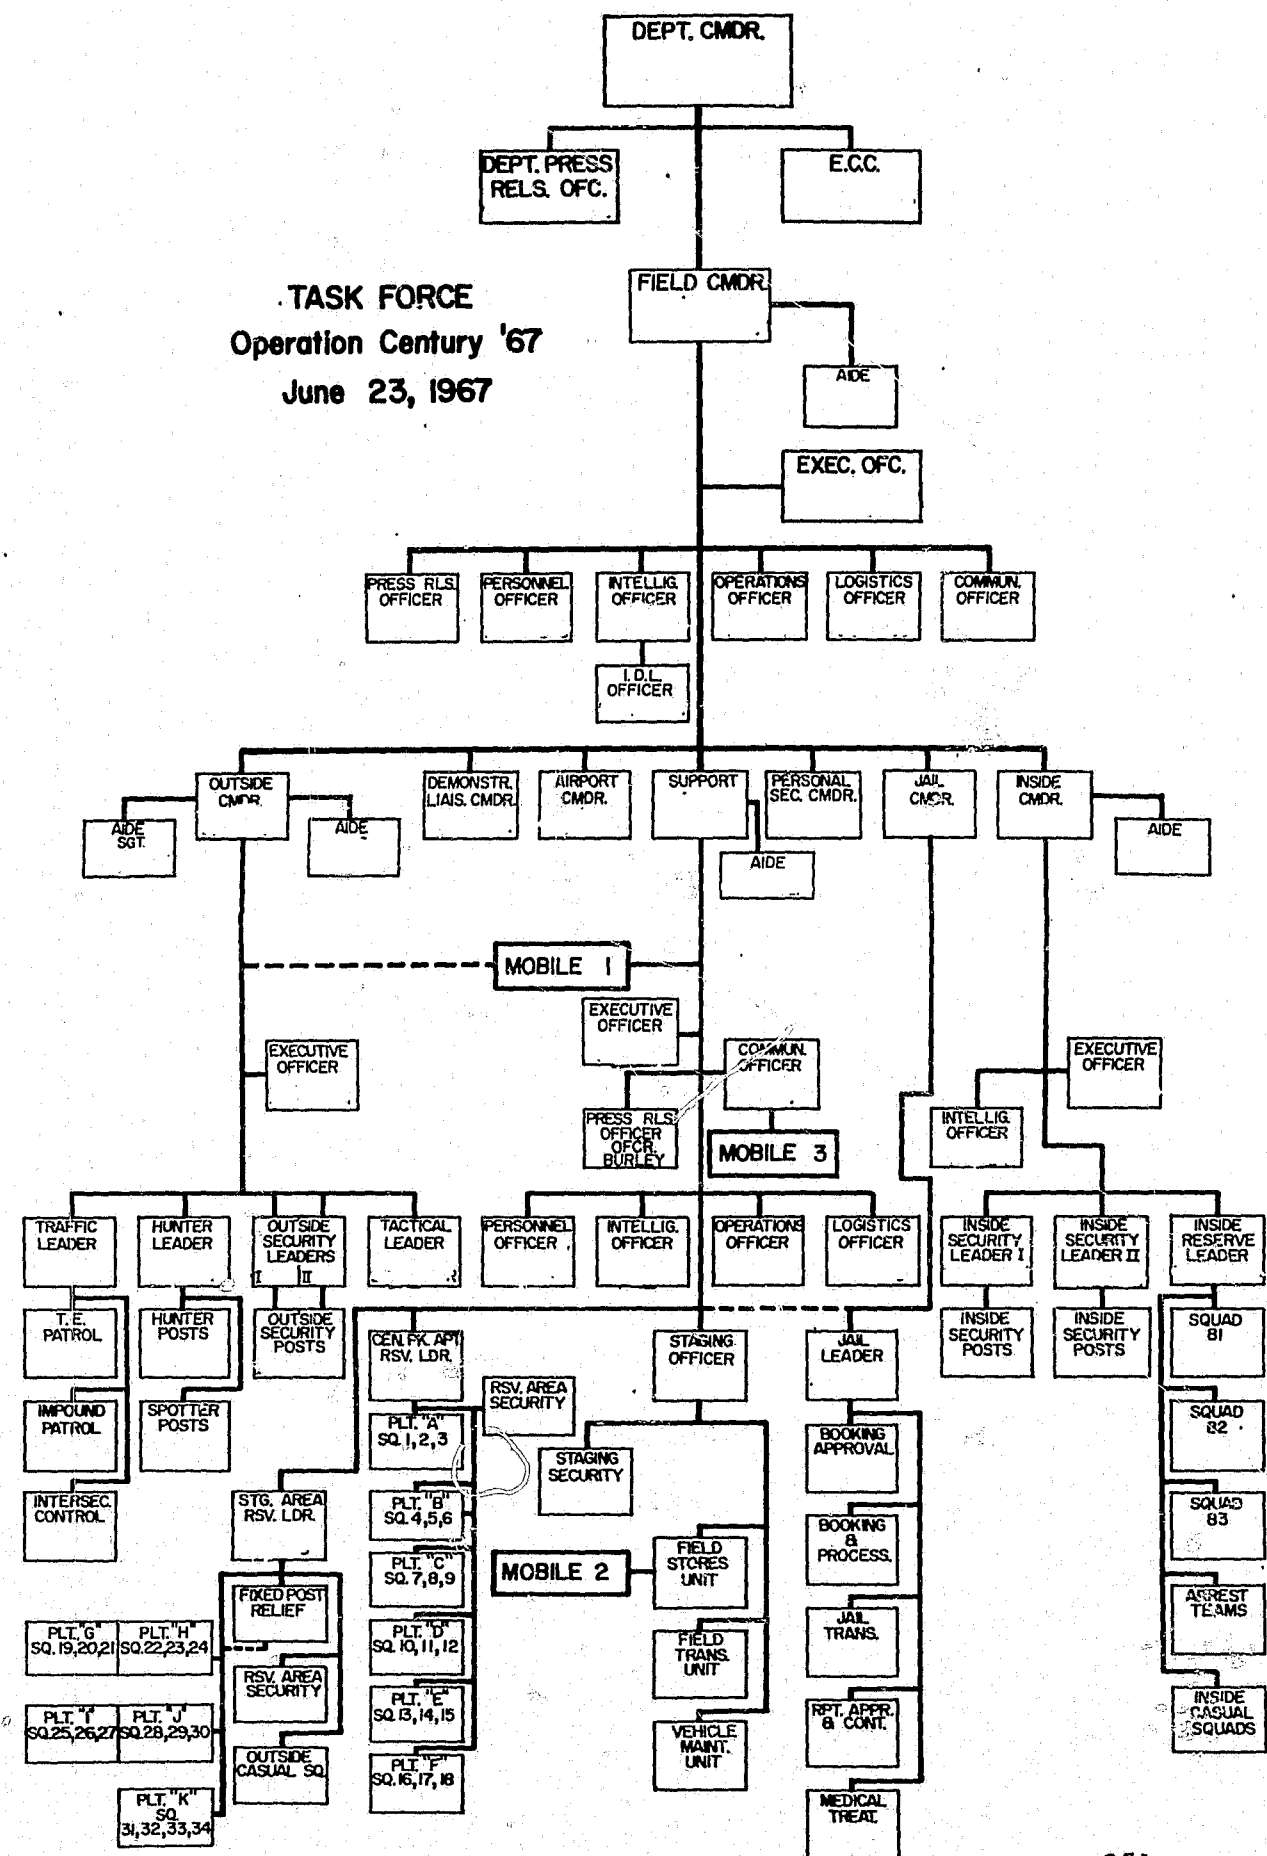 DEPT. CMDR.
DEPT. PRESS
RELS. OFC.
E.C.C.
FIELD CMDR.
TASK FORCE
Operation Century '67
June 23, 1967
AIDE
EXEC. OFC.
PRESS RLS.
OFFICER
PERSONNEL
OFFICER
INTELLIG.
OFFICER
OPERATIONS
OFFICER
LOGISTICS
OFFICER
COMMUN.
OFFICER
I.D.L.
OFFICER
OUTSIDE
CMDR.
DEMONSTR.
LIAIS. CMDR.
AIRPORT
CMDR.
SUPPORT
PERSONAL
SEC. CMDR.
JAIL
CMDR.
INSIDE
CMDR.
AIDE
SGT.
AIDE
AIDE
AIDE
MOBILE 1
EXECUTIVE
OFFICER
EXECUTIVE
OFFICER
COMMUN.
OFFICER
EXECUTIVE
OFFICER
PRESS RLS.
OFFICER
OFCR.
BURLEY
MOBILE 3
INTELLIG.
OFFICER
TRAFFIC
LEADER
HUNTER
LEADER
OUTSIDE
SECURITY
LEADERS
I II
TACTICAL
LEADER
PERSONNEL
OFFICER
INTELLIG.
OFFICER
OPERATIONS
OFFICER
LOGISTICS
OFFICER
INSIDE
SECURITY
LEADER I
INSIDE
SECURITY
LEADER II
INSIDE
RESERVE
LEADER
T. E.
PATROL
HUNTER
POSTS
OUTSIDE
SECURITY
POSTS
CEN. PK. APT.
RSV. LDR.
STAGING
OFFICER
JAIL
LEADER
INSIDE
SECURITY
POSTS
INSIDE
SECURITY
POSTS
SQUAD
81
IMPOUND
PATROL
SPOTTER
POSTS
PLT. "A"
SQ. 1, 2, 3
RSV. AREA
SECURITY
STAGING
SECURITY
BOOKING
APPROVAL
SQUAD
82
INTERSEC.
CONTROL
STG. AREA
RSV. LDR.
PLT. "B"
SQ. 4, 5, 6
BOOKING
&
PROCESS.
SQUAD
83
PLT. "C"
SQ. 7, 8, 9
MOBILE 2
FIELD
STORES
UNIT
FIXED POST
RELIEF
ARREST
TEAMS
PLT. "G"
SQ. 19, 20, 21
PLT. "H"
SQ. 22, 23, 24
PLT. "D"
SQ. 10, 11, 12
FIELD
TRANS.
UNIT
JAIL
TRANS.
RSV. AREA
SECURITY
PLT. "I"
SQ. 25, 26, 27
PLT. "J"
SQ. 28, 29, 30
PLT. "E"
SQ. 13, 14, 15
VEHICLE
MAINT.
UNIT
RPT. APPR.
& CONT.
INSIDE
CASUAL
SQUADS
OUTSIDE
CASUAL SQ.
PLT. "F"
SQ. 16, 17, 18
PLT. "K"
SQ.
31, 32, 33, 34
MEDICAL
TREAT.